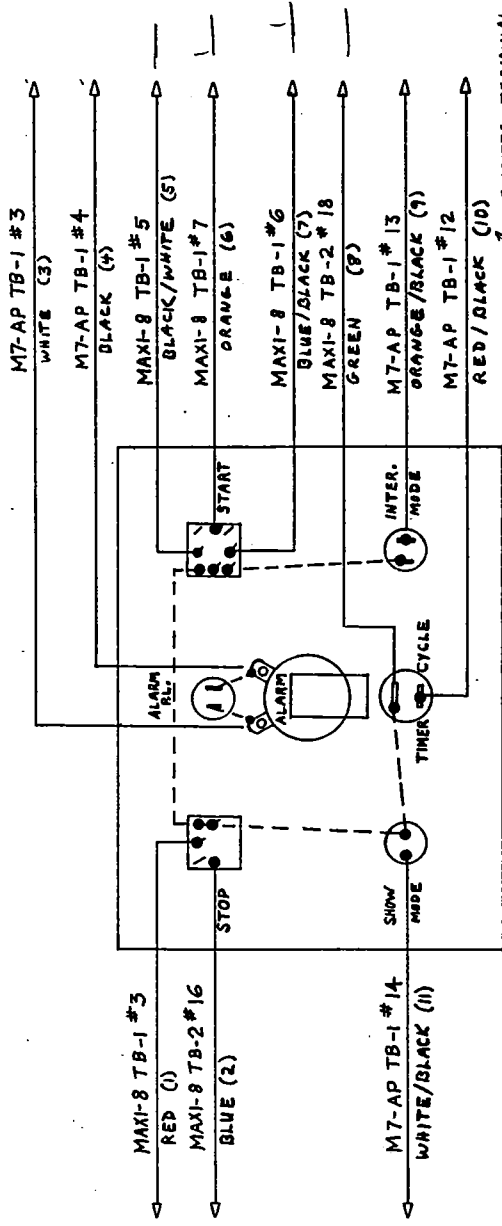 M7-AP TB-1 #3
WHITE (3)
M7-AP TB-1 #4
BLACK (4)
MAXI-8 TB-1 #5
BLACK/WHITE (5)
MAXI-8 TB-1 #7
ORANGE (6)
MAXI-8 TB-1 #6
BLUE/BLACK (7)
MAXI-8 TB-2 #18
GREEN (8)
M7-AP TB-1 #13
ORANGE/BLACK (9)
M7-AP TB-1 #12
RED/BLACK (10)
START
INTER.
MODE
ALARM
P.L.
ALARM
TIMER
CYCLE
STOP
SHOW
MODE
MAXI-8 TB-1 #3
RED (1)
MAXI-8 TB-2 #16
BLUE (2)
M7-AP TB-1 #14
WHITE/BLACK (11)